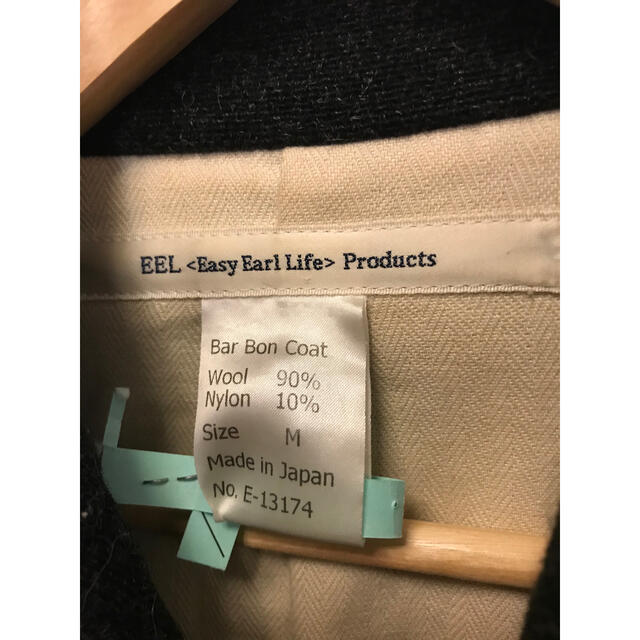 EEL <Easy Earl Life> Products
Bar Bon Coat
Wool 90%
Nylon 10%
Size M
Made in Japan
No. E-13174